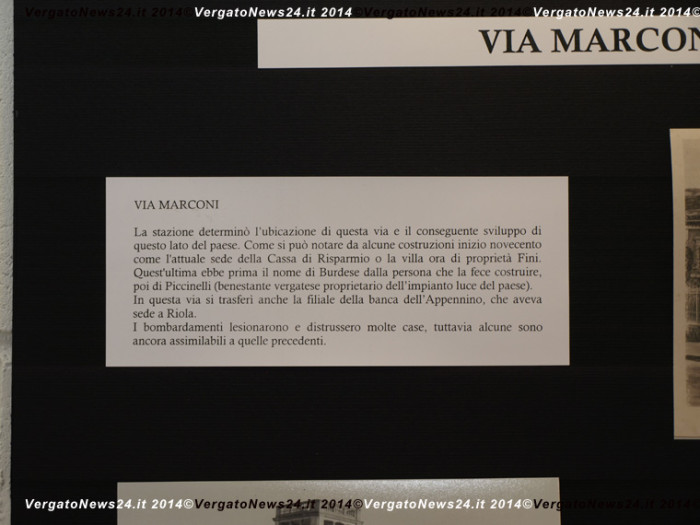 VergatoNews24.it 2014©VergatoNews24.it 2014©VergatoNews24.it 2014©VergatoNews24.it 2014©
VIA MARCON
VIA MARCONI
La stazione determinò l'ubicazione di questa via e il conseguente sviluppo di
questo lato del paese. Come si può notare da alcune costruzioni inizio novecento
come l'attuale sede della Cassa di Risparmio o la villa ora di proprietà Fini.
Quest'ultima ebbe prima il nome di Burdese dalla persona che la fece costruire,
poi di Piccinelli (benestante vergatese proprietario dell'impianto luce del paese).
In questa via si trasferì anche la filiale della banca dell'Appennino, che aveva
sede a Riola.
I bombardamenti lesionarono e distrussero molte case, tuttavia alcune sono
ancora assimilabili a quelle precedenti.
VergatoNews24.it 2014©VergatoNews24.it 2014©VergatoNews24.it 2014©VergatoNews24.it 2014©